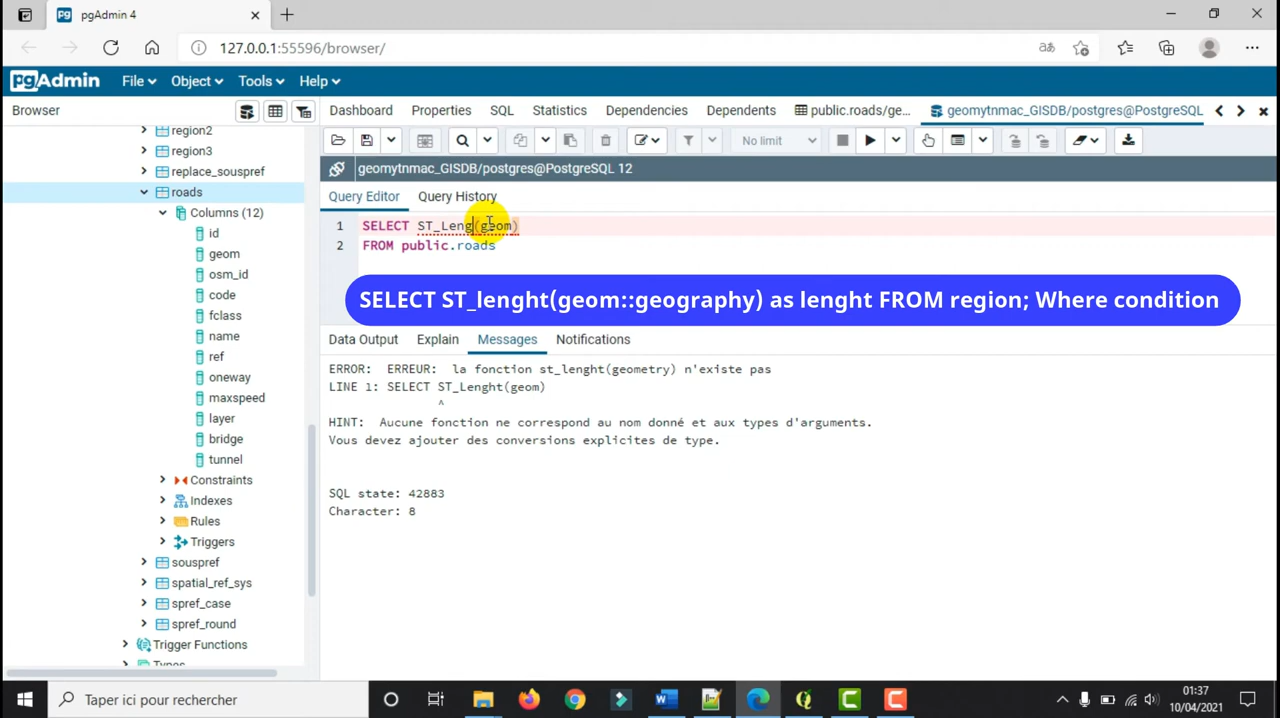 pgAdmin 4
127.0.0.1:55596/browser/
pgAdmin File Object Tools Help
Browser
Dashboard Properties SQL Statistics Dependencies Dependents public.roads/ge... geomytnmac_GISDB/postgres@PostgreSQL
No limit
geomytnmac_GISDB/postgres@PostgreSQL 12
Query Editor Query History
1 SELECT ST_Leng(geom)
2 FROM public.roads
SELECT ST_lenght(geom::geography) as lenght FROM region; Where condition
Data Output Explain Messages Notifications
ERROR: ERREUR: la fonction st_lenght(geometry) n'existe pas
LINE 1: SELECT ST_Lenght(geom)
^
HINT: Aucune fonction ne correspond au nom donné et aux types d'arguments.
Vous devez ajouter des conversions explicites de type.
SQL state: 42883
Character: 8
region2
region3
replace_souspref
roads
Columns (12)
id
geom
osm_id
code
fclass
name
ref
oneway
maxspeed
layer
bridge
tunnel
Constraints
Indexes
Rules
Triggers
souspref
spatial_ref_sys
spref_case
spref_round
Trigger Functions
Types
Taper ici pour rechercher
01:37
10/04/2021